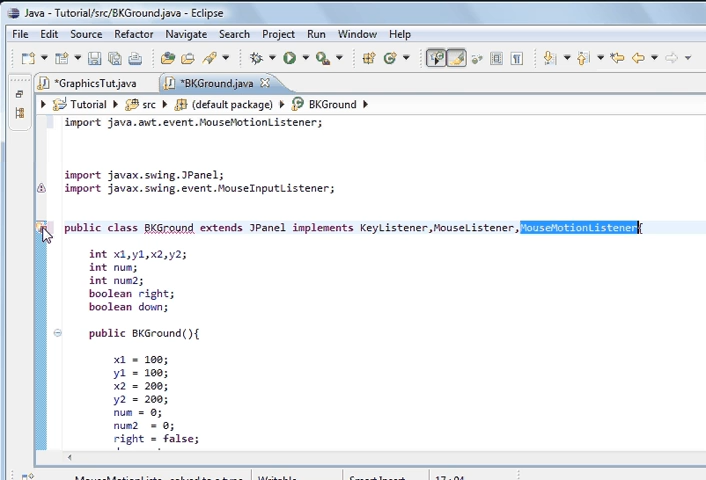 Java - Tutorial/src/BKGround.java - Eclipse
File Edit Source Refactor Navigate Search Project Run Window Help
*GraphicsTut.java *BKGround.java
Tutorial src (default package) BKGround
import java.awt.event.MouseMotionListener;
import javax.swing.JPanel;
import javax.swing.event.MouseInputListener;
public class BKGround extends JPanel implements KeyListener,MouseListener,MouseMotionListener{
int x1,y1,x2,y2;
int num;
int num2;
boolean right;
boolean down;
public BKGround(){
x1 = 100;
y1 = 100;
x2 = 200;
y2 = 200;
num = 0;
num2  = 0;
right = false;
Writable Smart Insert